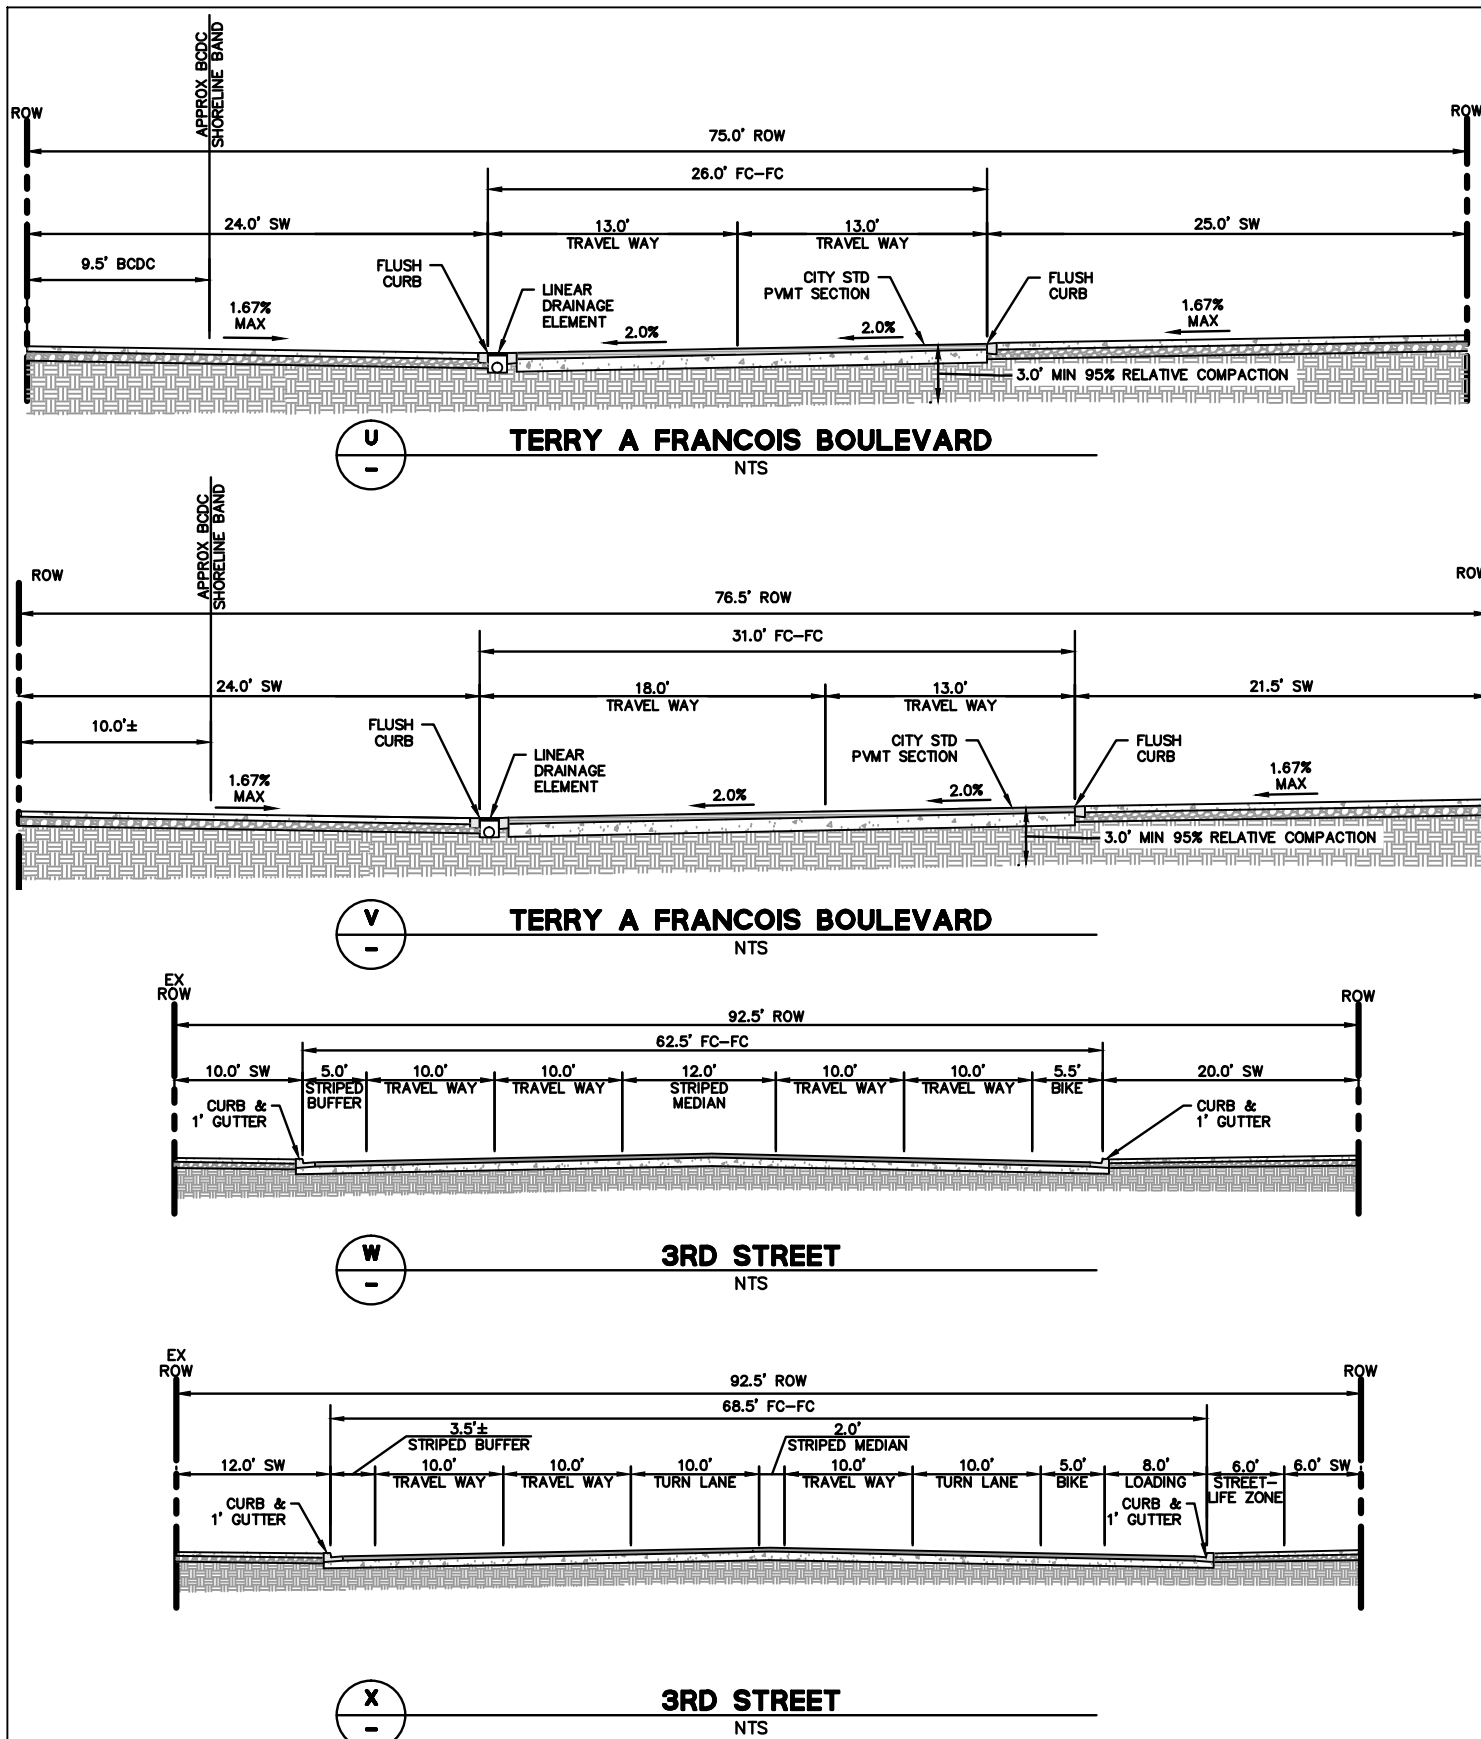 APPROX BCDC
SHORELINE BAND
ROW
ROW
75.0' ROW
26.0' FC-FC
24.0' SW
13.0'
TRAVEL WAY
13.0'
TRAVEL WAY
25.0' SW
9.5' BCDC
FLUSH
CURB
LINEAR
DRAINAGE
ELEMENT
CITY STD
PVMT SECTION
FLUSH
CURB
1.67%
MAX
2.0%
2.0%
1.67%
MAX
3.0' MIN 95% RELATIVE COMPACTION
U
-
TERRY A FRANCOIS BOULEVARD
NTS
APPROX BCDC
SHORELINE BAND
ROW
ROW
76.5' ROW
31.0' FC-FC
24.0' SW
18.0'
TRAVEL WAY
13.0'
TRAVEL WAY
21.5' SW
10.0'±
FLUSH
CURB
LINEAR
DRAINAGE
ELEMENT
CITY STD
PVMT SECTION
FLUSH
CURB
1.67%
MAX
2.0%
2.0%
1.67%
MAX
3.0' MIN 95% RELATIVE COMPACTION
V
-
TERRY A FRANCOIS BOULEVARD
NTS
EX
ROW
ROW
92.5' ROW
62.5' FC-FC
10.0' SW
5.0'
STRIPED
BUFFER
10.0'
TRAVEL WAY
10.0'
TRAVEL WAY
12.0'
STRIPED
MEDIAN
10.0'
TRAVEL WAY
10.0'
TRAVEL WAY
5.5'
BIKE
20.0' SW
CURB &
1' GUTTER
CURB &
1' GUTTER
W
-
3RD STREET
NTS
EX
ROW
ROW
92.5' ROW
68.5' FC-FC
3.5'±
STRIPED BUFFER
2.0'
STRIPED MEDIAN
12.0' SW
10.0'
TRAVEL WAY
10.0'
TRAVEL WAY
10.0'
TURN LANE
10.0'
TRAVEL WAY
10.0'
TURN LANE
5.0'
BIKE
8.0'
LOADING
6.0'
STREET-
LIFE ZONE
6.0' SW
CURB &
1' GUTTER
CURB &
1' GUTTER
X
-
3RD STREET
NTS